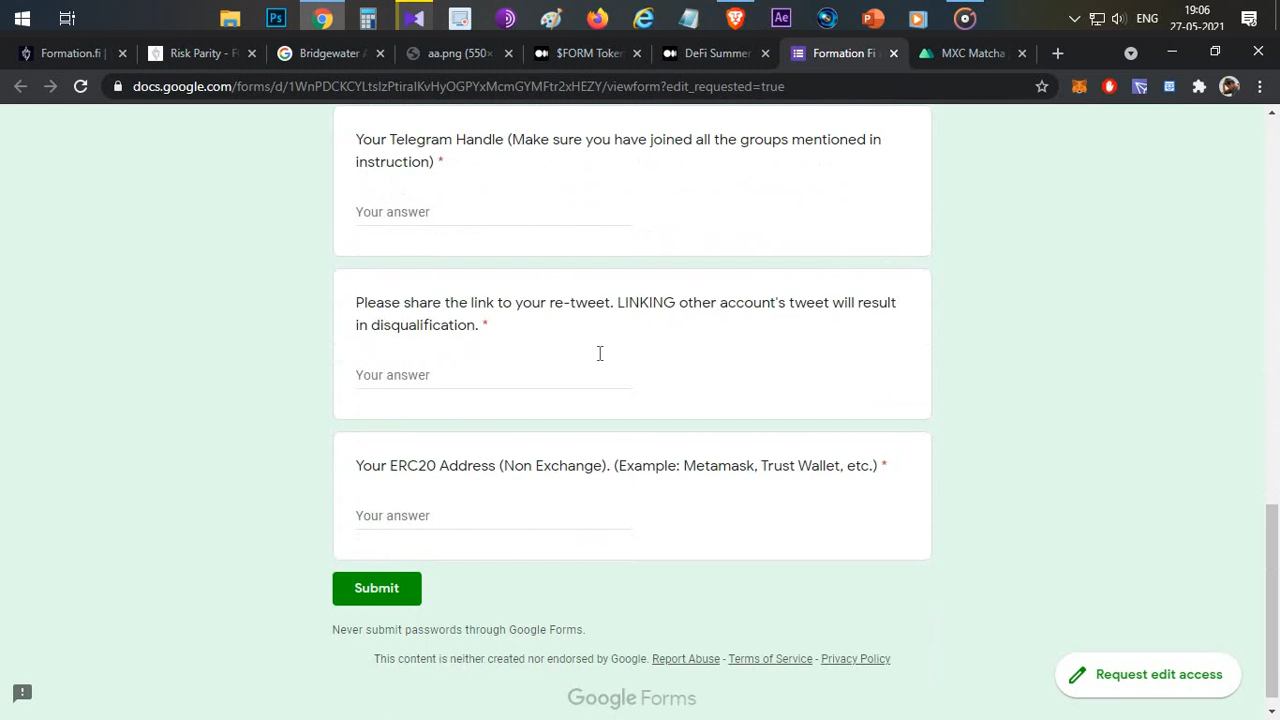 19:06
ENG
27-05-2021
Ps
Ae
Formation.fi |
Risk Parity - F
Bridgewater A
aa.png (550×
$FORM Token
DeFi Summer
Formation Fi
MXC Matcha
docs.google.com/forms/d/1WnPDCKCYLtsIzPtiraIKvHyOGPYxMcmGYMFtr2xHEZY/viewform?edit_requested=true
Your Telegram Handle (Make sure you have joined all the groups mentioned in
instruction) *
Your answer
Please share the link to your re-tweet. LINKING other account's tweet will result
in disqualification. *
Your answer
Your ERC20 Address (Non Exchange). (Example: Metamask, Trust Wallet, etc.) *
Your answer
Submit
Never submit passwords through Google Forms.
This content is neither created nor endorsed by Google. Report Abuse - Terms of Service - Privacy Policy
Request edit access
Google Forms